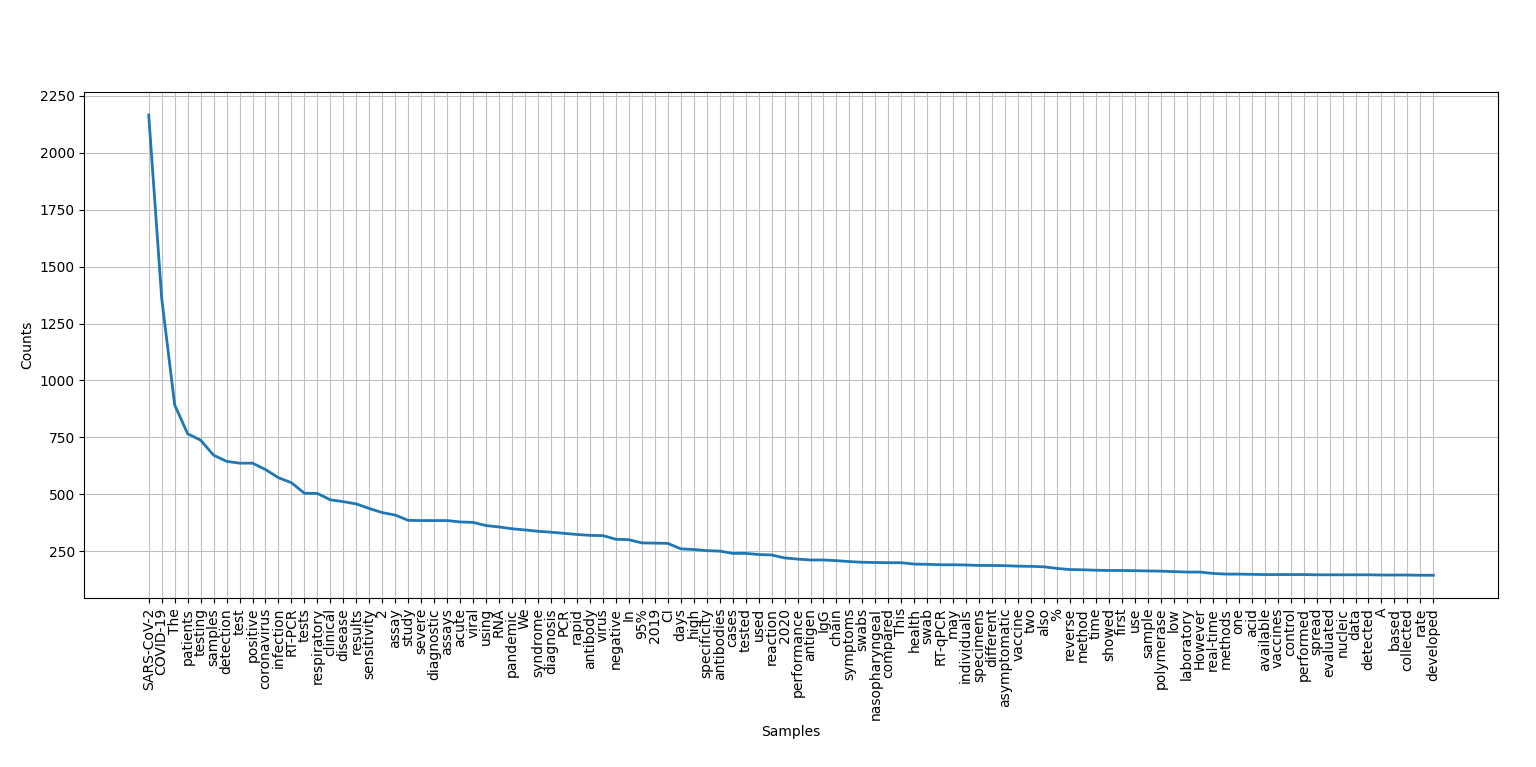 2250
2000
1750
1500
1250
1000
750
500
250
Counts
SARS-CoV-2
COVID-19
The
patients
testing
samples
detection
test
positive
coronavirus
infection
RT-PCR
tests
respiratory
clinical
disease
results
sensitivity
2
assay
study
severe
diagnostic
assays
acute
viral
using
RNA
pandemic
We
syndrome
diagnosis
PCR
rapid
antibody
virus
negative
In
95%
2019
CI
days
high
specificity
antibodies
cases
tested
used
reaction
2020
performance
antigen
IgG
chain
symptoms
swabs
nasopharyngeal
compared
This
health
swab
RT-qPCR
may
individuals
specimens
different
asymptomatic
vaccine
two
also
%
reverse
method
time
showed
first
use
sample
polymerase
low
laboratory
However
real-time
methods
one
acid
available
vaccines
control
performed
spread
evaluated
nucleic
data
detected
A
based
collected
rate
developed
Samples